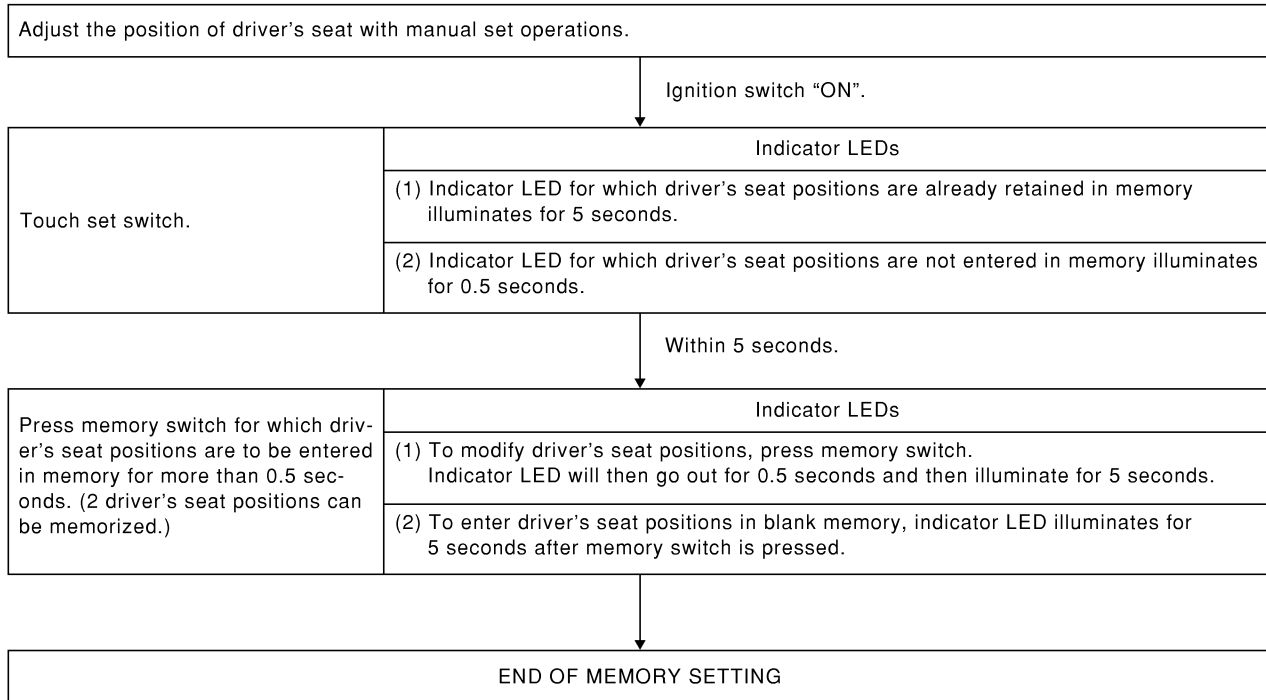 Adjust the position of driver's seat with manual set operations.
Ignition switch “ON”.
Touch set switch.
Indicator LEDs
(1) Indicator LED for which driver's seat positions are already retained in memory
illuminates for 5 seconds.
(2) Indicator LED for which driver's seat positions are not entered in memory illuminates
for 0.5 seconds.
Within 5 seconds.
Press memory switch for which driv-
er's seat positions are to be entered
in memory for more than 0.5 sec-
onds. (2 driver's seat positions can
be memorized.)
Indicator LEDs
(1) To modify driver's seat positions, press memory switch.
Indicator LED will then go out for 0.5 seconds and then illuminate for 5 seconds.
(2) To enter driver's seat positions in blank memory, indicator LED illuminates for
5 seconds after memory switch is pressed.
END OF MEMORY SETTING